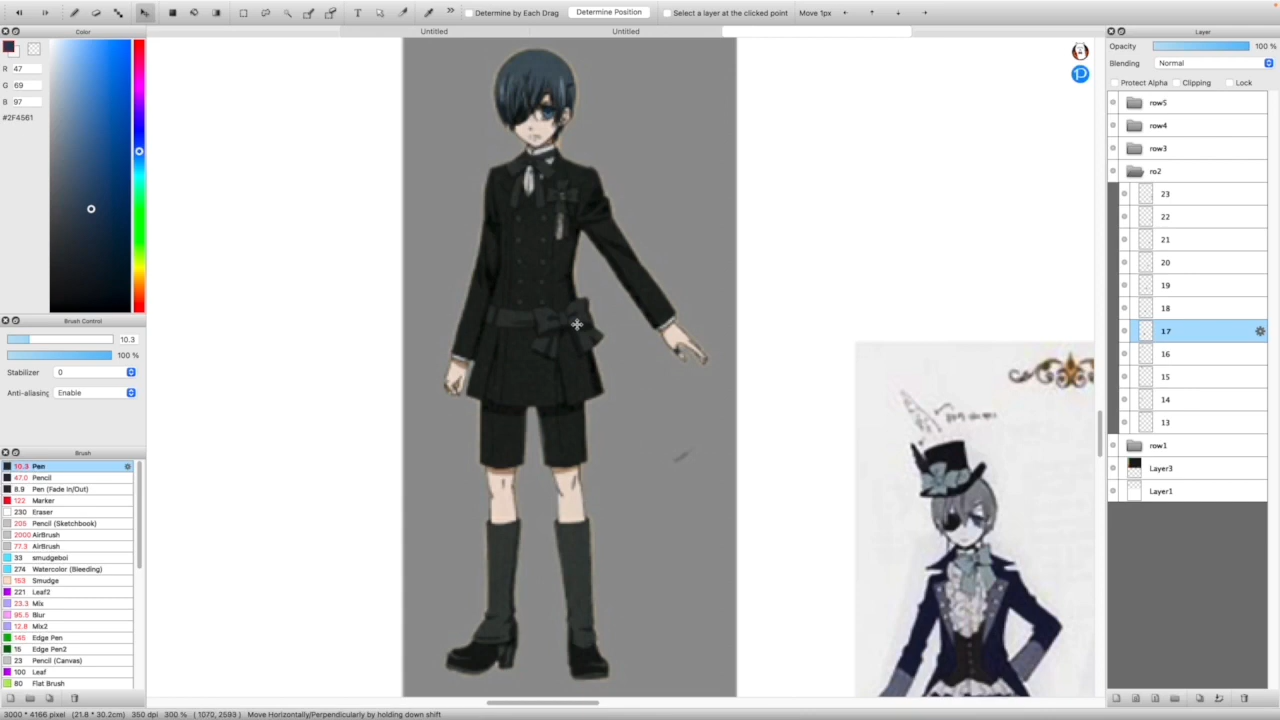 Determine by Each Drag Determine Position Select a layer at the clicked point Move 1px
Color Untitled Untitled Layer
Opacity 100 %
Blending Normal
Protect Alpha Clipping Lock
R 47
G 69
B 97
#2F4561
Brush Control
10.3
100 %
Stabilizer 0
Anti-aliasing Enable
Brush
10.3 Pen
47.0 Pencil
8.9 Pen (Fade In/Out)
122 Marker
230 Eraser
205 Pencil (Sketchbook)
2000 AirBrush
77.3 AirBrush
33 smudgeboi
274 Watercolor (Bleeding)
153 Smudge
221 Leaf2
23.3 Mix
95.5 Blur
12.8 Mix2
145 Edge Pen
15 Edge Pen2
23 Pencil (Canvas)
100 Leaf
80 Flat Brush
row5
row4
row3
ro2
23
22
21
20
19
18
17
16
15
14
13
row1
Layer3
Layer1
3000 * 4166 pixel (21.8 * 30.2cm) 350 dpi 300 % ( 1070, 2593 ) Move Horizontally/Perpendicularly by holding down shift